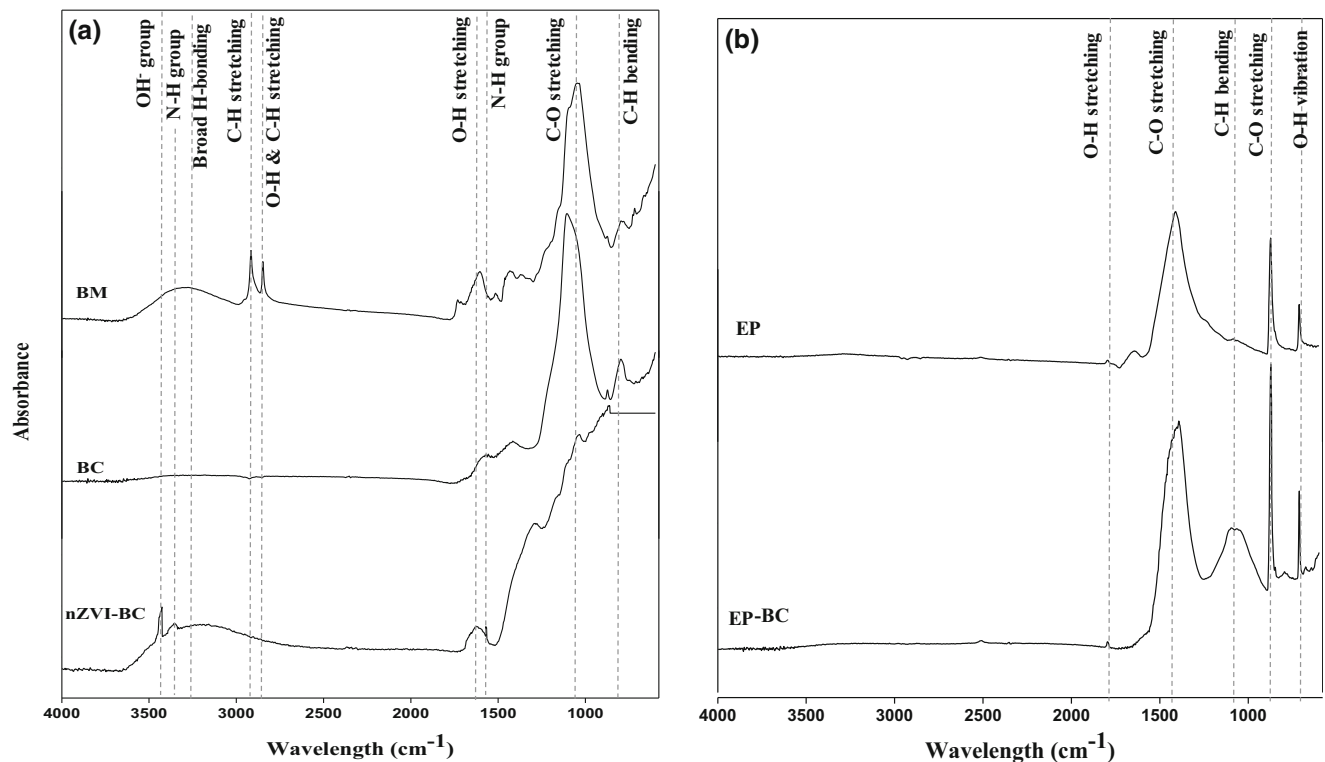 (a)
OH- group
N-H group
Broad H-bonding
C-H stretching
O-H & C-H stretching
O-H stretching
N-H group
C-O stretching
C-H bending
BM
BC
nZVI-BC
Absorbance
4000 3500 3000 2500 2000 1500 1000
Wavelength (cm-1)
(b)
O-H stretching
C-O stretching
C-H bending
C-O stretching
O-H vibration
EP
EP-BC
4000 3500 3000 2500 2000 1500 1000
Wavelength (cm-1)